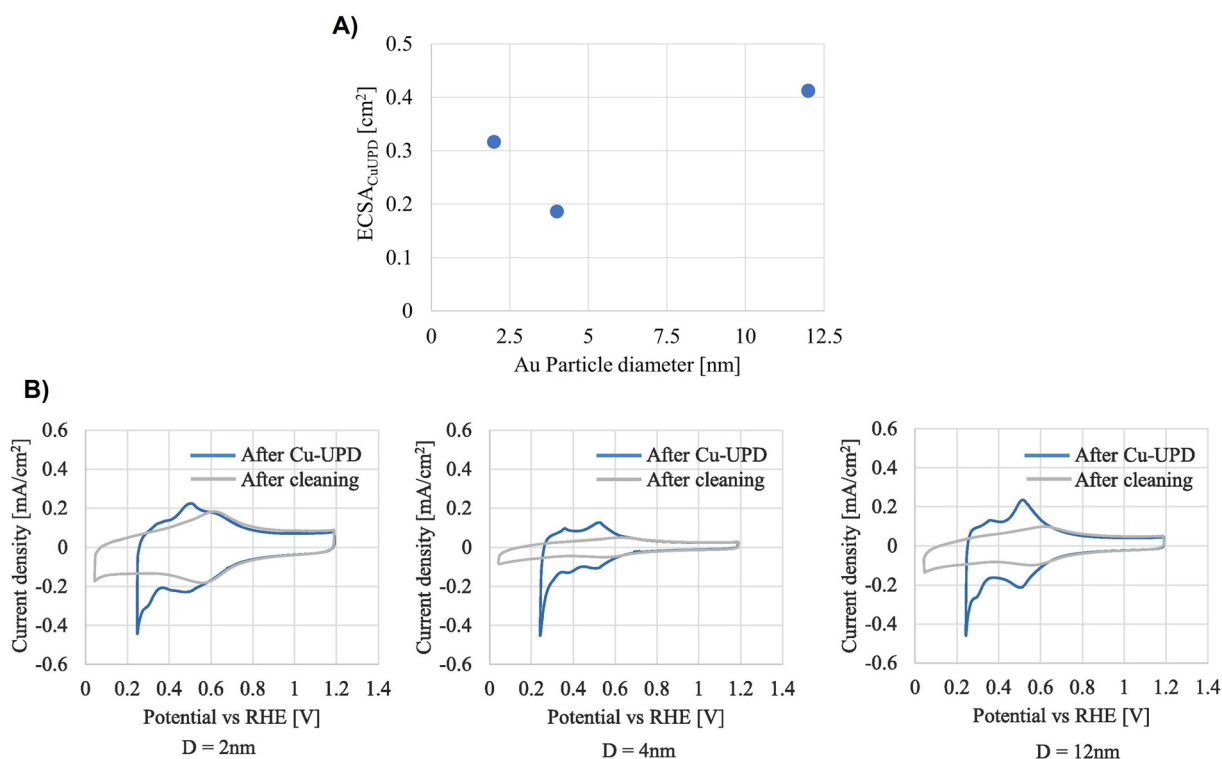 A)
0.5
0.4
0.3
0.2
0.1
0
ECSA_CuUPD [cm²]
0 2.5 5 7.5 10 12.5
Au Particle diameter [nm]
B)
0.6
0.4
0.2
0
-0.2
-0.4
-0.6
Current density [mA/cm²]
After Cu-UPD
After cleaning
0 0.2 0.4 0.6 0.8 1 1.2 1.4
Potential vs RHE [V]
D = 2nm
0.6
0.4
0.2
0
-0.2
-0.4
-0.6
Current density [mA/cm²]
After Cu-UPD
After cleaning
0 0.2 0.4 0.6 0.8 1 1.2 1.4
Potential vs RHE [V]
D = 4nm
0.6
0.4
0.2
0
-0.2
-0.4
-0.6
Current density [mA/cm²]
After Cu-UPD
After cleaning
0 0.2 0.4 0.6 0.8 1 1.2 1.4
Potential vs RHE [V]
D = 12nm